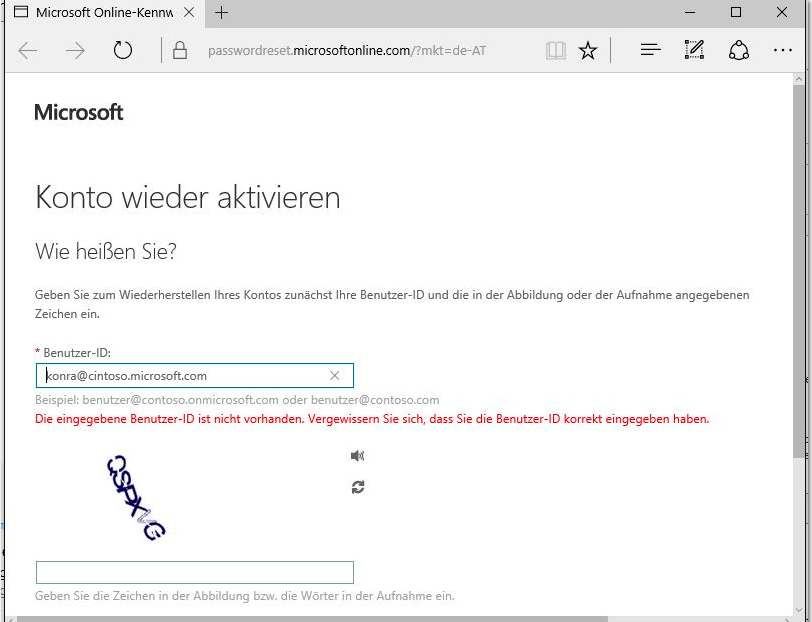 Microsoft Online-Kennw
passwordreset.microsoftonline.com/?mkt=de-AT
Microsoft
Konto wieder aktivieren
Wie heißen Sie?
Geben Sie zum Wiederherstellen Ihres Kontos zunächst Ihre Benutzer-ID und die in der Abbildung oder der Aufnahme angegebenen
Zeichen ein.
* Benutzer-ID:
konra@cintoso.microsoft.com
Beispiel: benutzer@contoso.onmicrosoft.com oder benutzer@contoso.com
Die eingegebene Benutzer-ID ist nicht vorhanden. Vergewissern Sie sich, dass Sie die Benutzer-ID korrekt eingegeben haben.
Geben Sie die Zeichen in der Abbildung bzw. die Wörter in der Aufnahme ein.